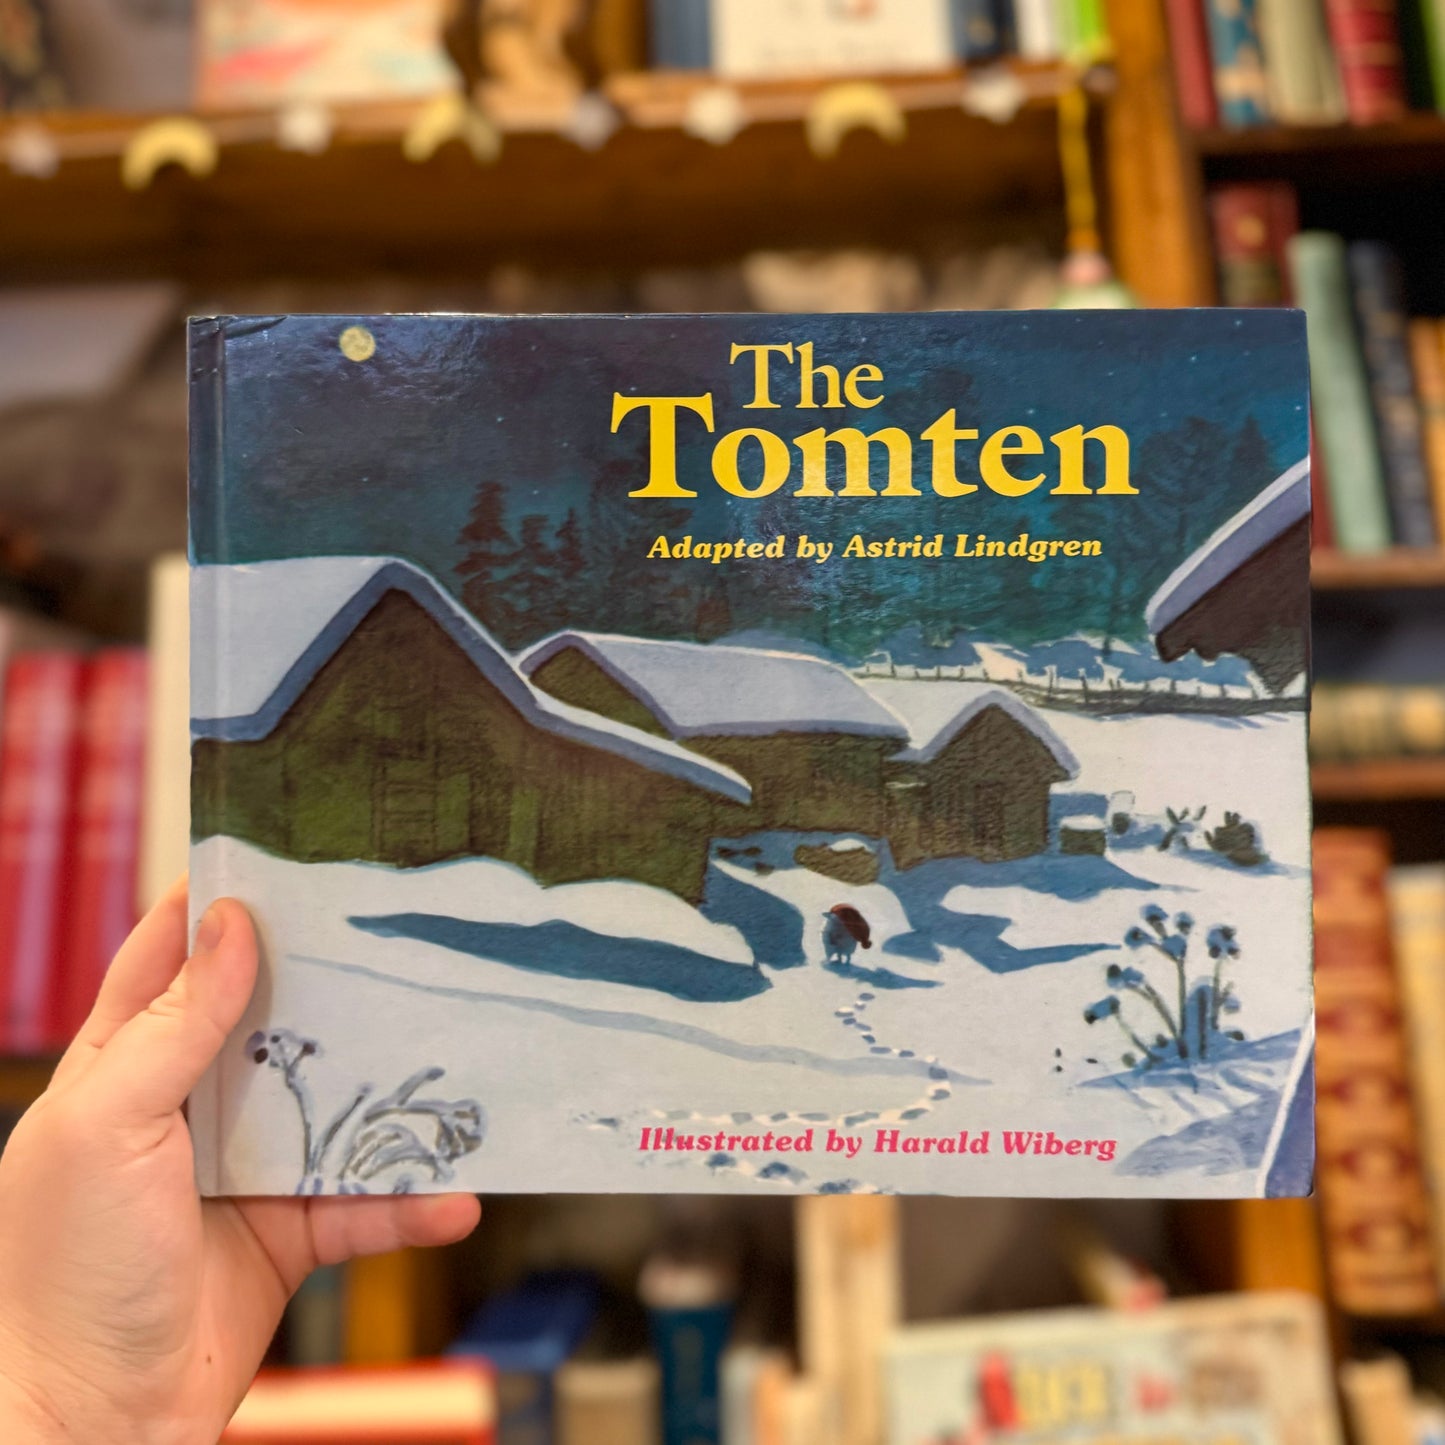 The
Tomten
Adapted by Astrid Lindgren
Illustrated by Harald Wiberg